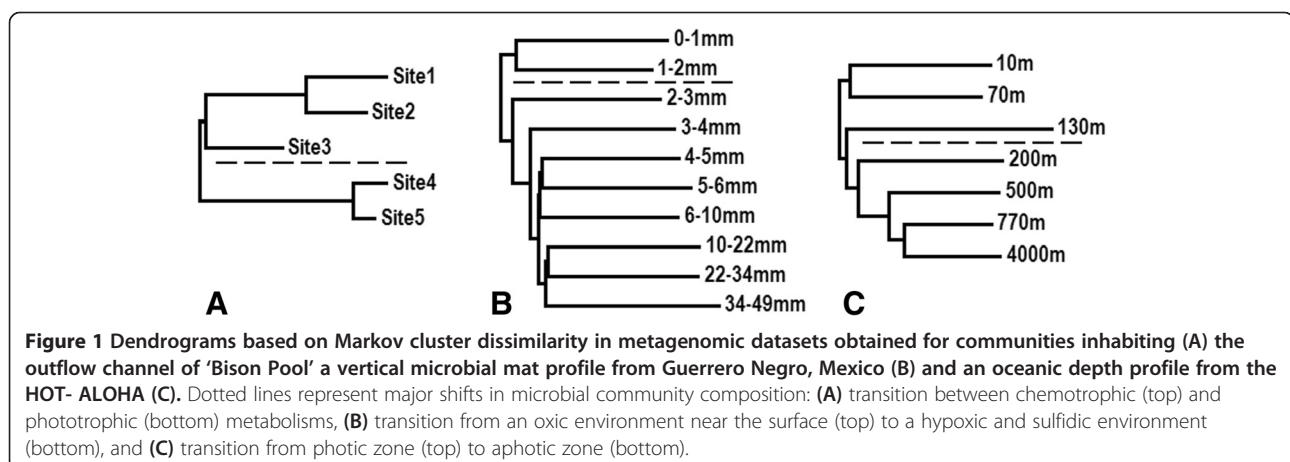 Site1
Site2
Site3
Site4
Site5
A
0-1mm
1-2mm
2-3mm
3-4mm
4-5mm
5-6mm
6-10mm
10-22mm
22-34mm
34-49mm
B
10m
70m
130m
200m
500m
770m
4000m
C
Figure 1 Dendrograms based on Markov cluster dissimilarity in metagenomic datasets obtained for communities inhabiting (A) the
outflow channel of ‘Bison Pool’ a vertical microbial mat profile from Guerrero Negro, Mexico (B) and an oceanic depth profile from the
HOT- ALOHA (C). Dotted lines represent major shifts in microbial community composition: (A) transition between chemotrophic (top) and
phototrophic (bottom) metabolisms, (B) transition from an oxic environment near the surface (top) to a hypoxic and sulfidic environment
(bottom), and (C) transition from photic zone (top) to aphotic zone (bottom).